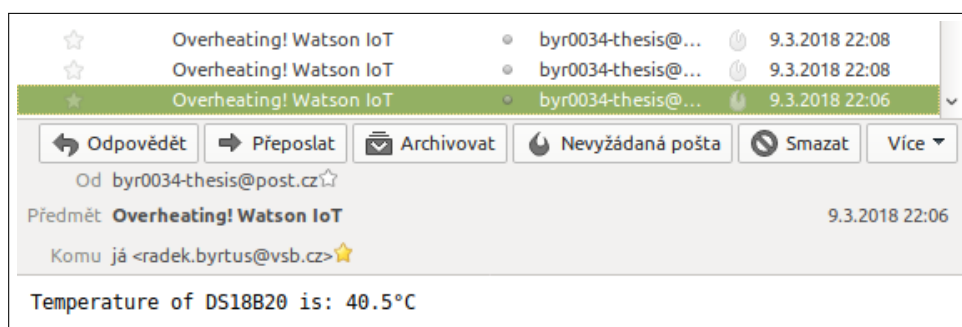 Overheating! Watson IoT byr0034-thesis@... 9.3.2018 22:08
Overheating! Watson IoT byr0034-thesis@... 9.3.2018 22:08
Overheating! Watson IoT byr0034-thesis@... 9.3.2018 22:06
Odpovědět Přeposlat Archivovat Nevyžádaná pošta Smazat Více
Od byr0034-thesis@post.cz
Předmět Overheating! Watson IoT 9.3.2018 22:06
Komu já <radek.byrtus@vsb.cz>
Temperature of DS18B20 is: 40.5°C